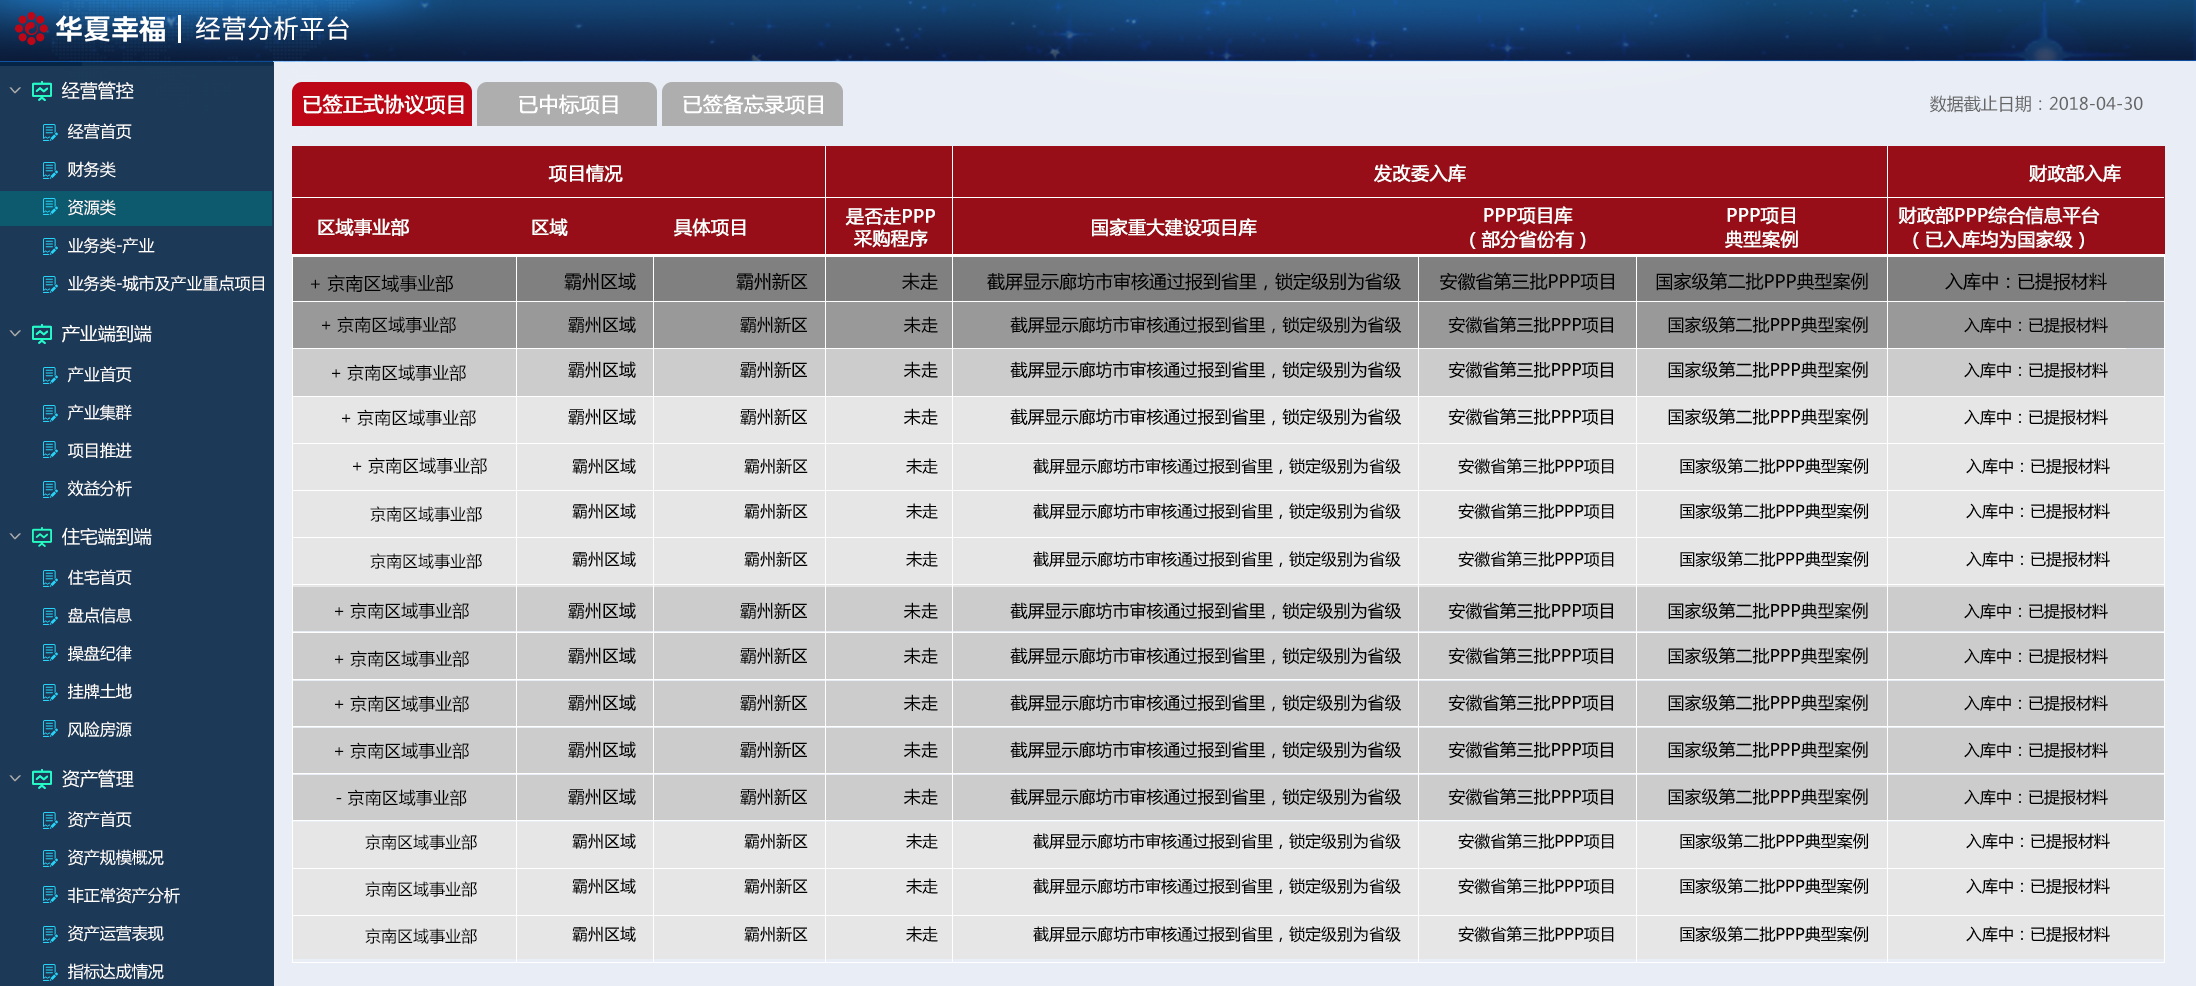 华夏幸福 | 经营分析平台
经营管控
经营首页
财务类
资源类
业务类-产业
业务类-城市及产业重点项目
产业端到端
产业首页
产业集群
项目推进
效益分析
住宅端到端
住宅首页
盘点信息
操盘纪律
挂牌土地
风险房源
资产管理
资产首页
资产规模概况
非正常资产分析
资产运营表现
指标达成情况
已签正式协议项目 已中标项目 已签备忘录项目
数据截止日期：2018-04-30
项目情况 发改委入库 财政部入库
区域事业部 区域 具体项目 是否走PPP采购程序 国家重大建设项目库 PPP项目库（部分省份有） PPP项目典型案例 财政部PPP综合信息平台（已入库均为国家级）
+ 京南区域事业部 霸州区域 霸州新区 未走 截屏显示廊坊市审核通过报到省里，锁定级别为省级 安徽省第三批PPP项目 国家级第二批PPP典型案例 入库中：已提报材料
+ 京南区域事业部 霸州区域 霸州新区 未走 截屏显示廊坊市审核通过报到省里，锁定级别为省级 安徽省第三批PPP项目 国家级第二批PPP典型案例 入库中：已提报材料
+ 京南区域事业部 霸州区域 霸州新区 未走 截屏显示廊坊市审核通过报到省里，锁定级别为省级 安徽省第三批PPP项目 国家级第二批PPP典型案例 入库中：已提报材料
+ 京南区域事业部 霸州区域 霸州新区 未走 截屏显示廊坊市审核通过报到省里，锁定级别为省级 安徽省第三批PPP项目 国家级第二批PPP典型案例 入库中：已提报材料
+ 京南区域事业部 霸州区域 霸州新区 未走 截屏显示廊坊市审核通过报到省里，锁定级别为省级 安徽省第三批PPP项目 国家级第二批PPP典型案例 入库中：已提报材料
京南区域事业部 霸州区域 霸州新区 未走 截屏显示廊坊市审核通过报到省里，锁定级别为省级 安徽省第三批PPP项目 国家级第二批PPP典型案例 入库中：已提报材料
京南区域事业部 霸州区域 霸州新区 未走 截屏显示廊坊市审核通过报到省里，锁定级别为省级 安徽省第三批PPP项目 国家级第二批PPP典型案例 入库中：已提报材料
+ 京南区域事业部 霸州区域 霸州新区 未走 截屏显示廊坊市审核通过报到省里，锁定级别为省级 安徽省第三批PPP项目 国家级第二批PPP典型案例 入库中：已提报材料
+ 京南区域事业部 霸州区域 霸州新区 未走 截屏显示廊坊市审核通过报到省里，锁定级别为省级 安徽省第三批PPP项目 国家级第二批PPP典型案例 入库中：已提报材料
+ 京南区域事业部 霸州区域 霸州新区 未走 截屏显示廊坊市审核通过报到省里，锁定级别为省级 安徽省第三批PPP项目 国家级第二批PPP典型案例 入库中：已提报材料
+ 京南区域事业部 霸州区域 霸州新区 未走 截屏显示廊坊市审核通过报到省里，锁定级别为省级 安徽省第三批PPP项目 国家级第二批PPP典型案例 入库中：已提报材料
- 京南区域事业部 霸州区域 霸州新区 未走 截屏显示廊坊市审核通过报到省里，锁定级别为省级 安徽省第三批PPP项目 国家级第二批PPP典型案例 入库中：已提报材料
京南区域事业部 霸州区域 霸州新区 未走 截屏显示廊坊市审核通过报到省里，锁定级别为省级 安徽省第三批PPP项目 国家级第二批PPP典型案例 入库中：已提报材料
京南区域事业部 霸州区域 霸州新区 未走 截屏显示廊坊市审核通过报到省里，锁定级别为省级 安徽省第三批PPP项目 国家级第二批PPP典型案例 入库中：已提报材料
京南区域事业部 霸州区域 霸州新区 未走 截屏显示廊坊市审核通过报到省里，锁定级别为省级 安徽省第三批PPP项目 国家级第二批PPP典型案例 入库中：已提报材料